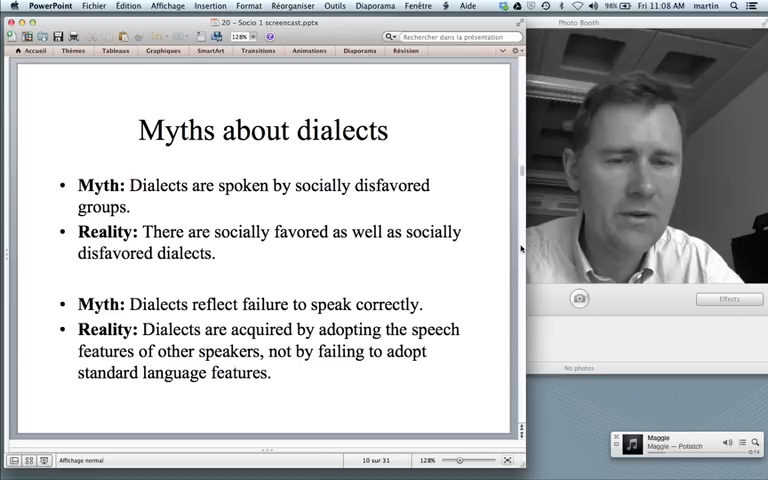 PowerPoint Fichier Édition Affichage Insertion Format Réorganiser Outils Diaporama Fenêtre Aide 98% Fri 11:08 AM martin
20 – Socio 1 screencast.pptx
128%
Rechercher dans la présentation
Accueil Thèmes Tableaux Graphiques SmartArt Transitions Animations Diaporama Révision
Myths about dialects
• Myth: Dialects are spoken by socially disfavored
groups.
• Reality: There are socially favored as well as socially
disfavored dialects.
• Myth: Dialects reflect failure to speak correctly.
• Reality: Dialects are acquired by adopting the speech
features of other speakers, not by failing to adopt
standard language features.
Affichage normal 10 sur 31 128%
Photo Booth
Effects
No photos
Maggie
Maggie — Potlatch
-0:14